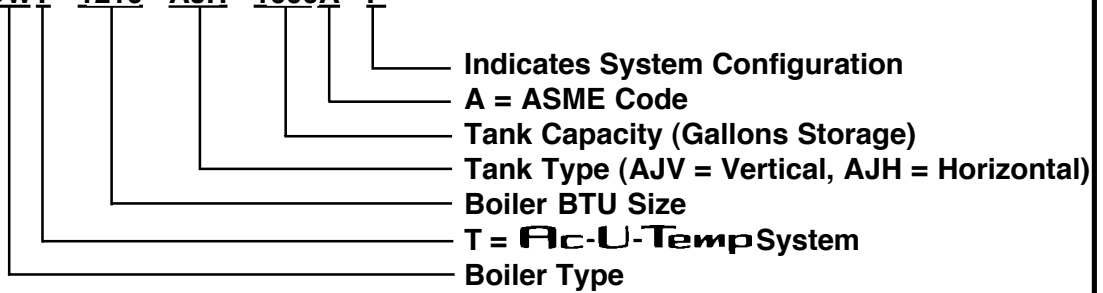 Indicates System Configuration
A = ASME Code
Tank Capacity (Gallons Storage)
Tank Type (AJV = Vertical, AJH = Horizontal)
Boiler BTU Size
T = Ac-U-Temp System
Boiler Type